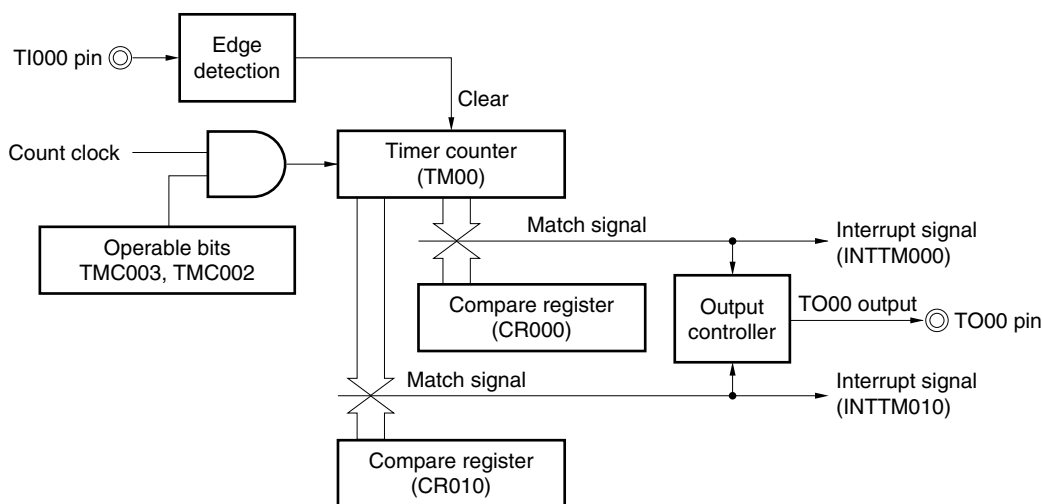 TI000 pin
Edge
detection
Clear
Count clock
Timer counter
(TM00)
Operable bits
TMC003, TMC002
Match signal
Interrupt signal
(INTTM000)
Compare register
(CR000)
Output
controller
TO00 output
TO00 pin
Match signal
Interrupt signal
(INTTM010)
Compare register
(CR010)